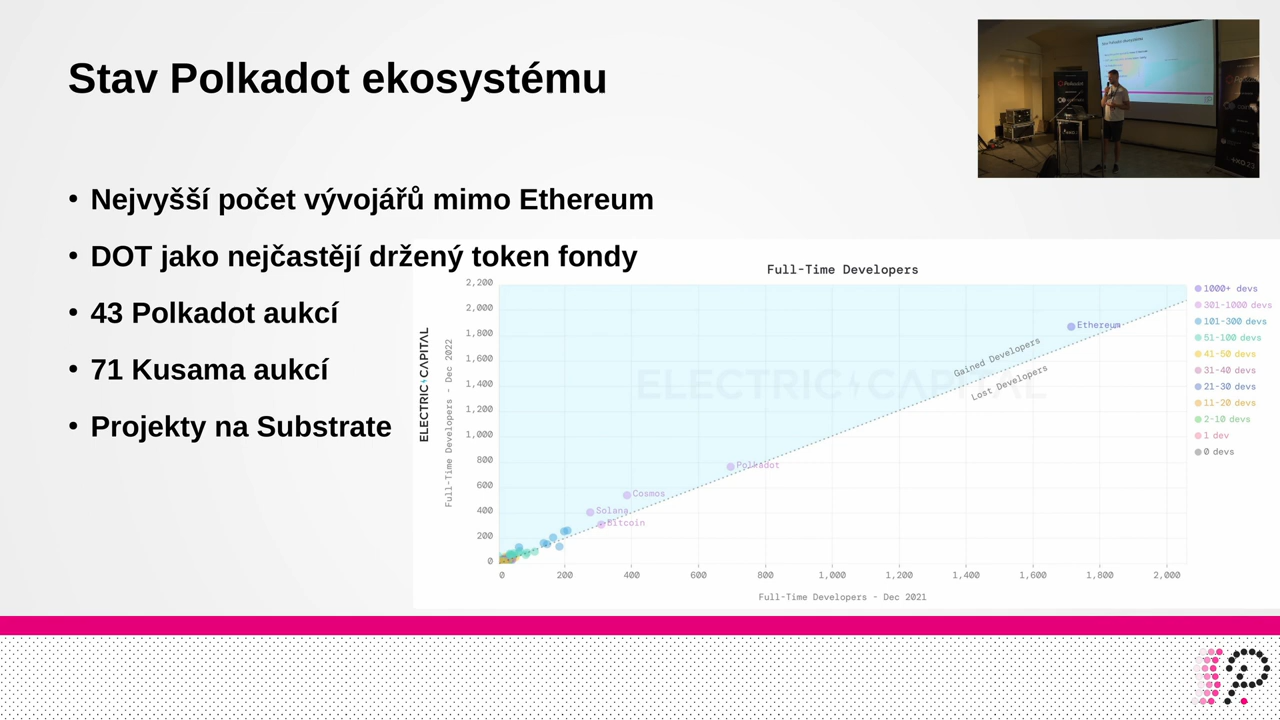 Stav Polkadot ekosystému
• Nejvyšší počet vývojářů mimo Ethereum
• DOT jako nejčastějí držený token fondy
• 43 Polkadot aukcí
• 71 Kusama aukcí
• Projekty na Substrate
Full-Time Developers
ELECTRIC CAPITAL
Full-Time Developers - Dec 2022
2,200
2,000
1,800
1,600
1,400
1,200
1,000
800
600
400
200
0
ELECTRIC CAPITAL
Ethereum
Gained Developers
Lost Developers
Polkadot
Cosmos
Solana
Bitcoin
0 200 400 600 800 1,000 1,200 1,400 1,600 1,800 2,000
Full-Time Developers - Dec 2021
1000+ devs
301-1000 devs
101-300 devs
51-100 devs
41-50 devs
31-40 devs
21-30 devs
11-20 devs
2-10 devs
1 dev
0 devs